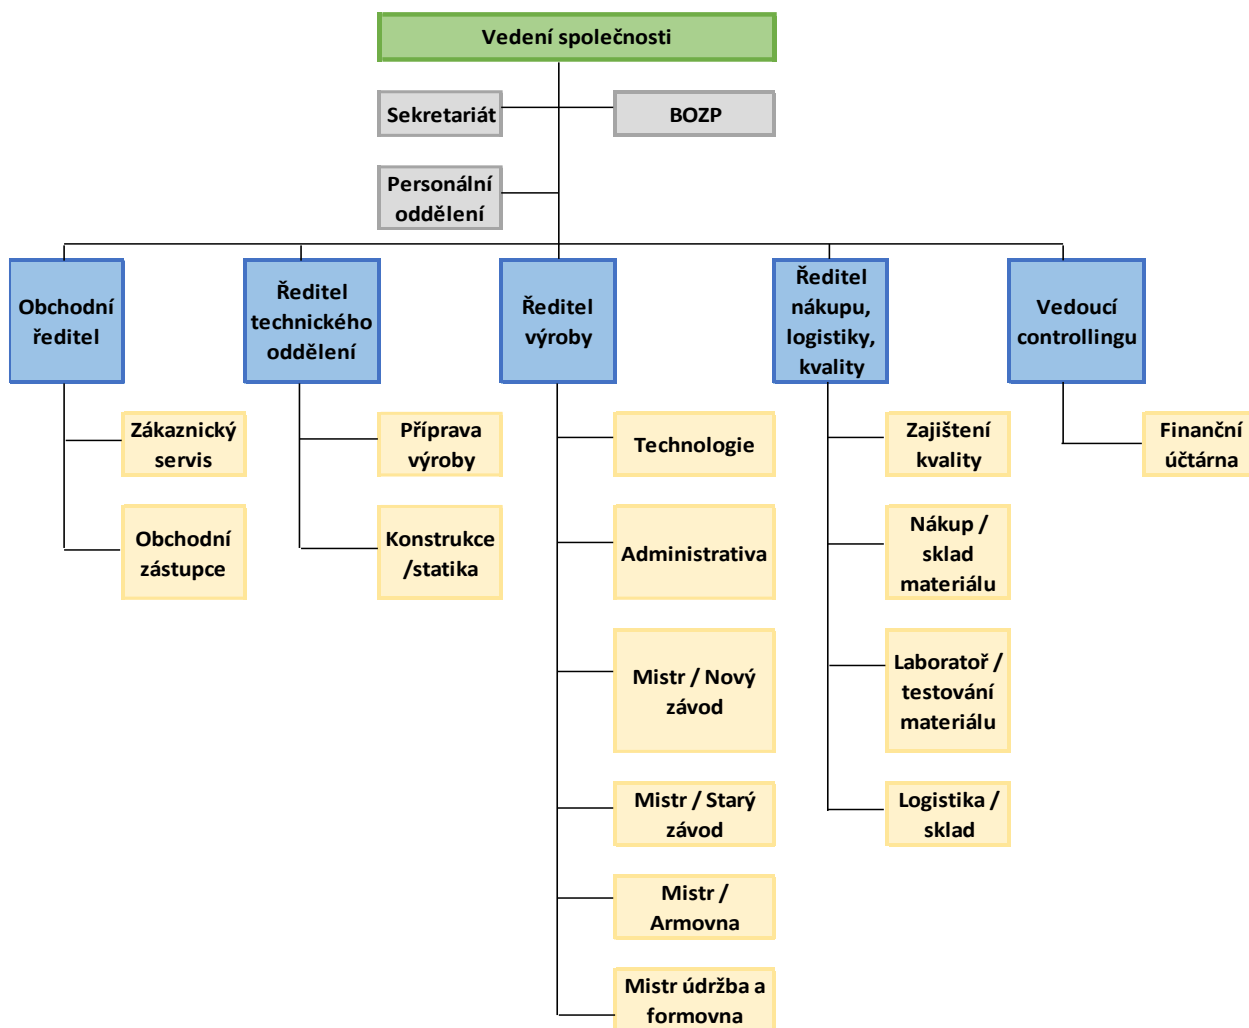 Vedení společnosti
Sekretariát
BOZP
Personální
oddělení
Obchodní
ředitel
Ředitel
technického
oddělení
Ředitel
výroby
Ředitel
nákupu,
logistiky,
kvality
Vedoucí
controllingu
Zákaznický
servis
Obchodní
zástupce
Příprava
výroby
Konstrukce
/statika
Technologie
Administrativa
Mistr / Nový
závod
Mistr / Starý
závod
Mistr /
Armovna
Mistr údržba a
formovna
Zajištení
kvality
Nákup /
sklad
materiálu
Laboratoř /
testování
materiálu
Logistika /
sklad
Finanční
účtárna